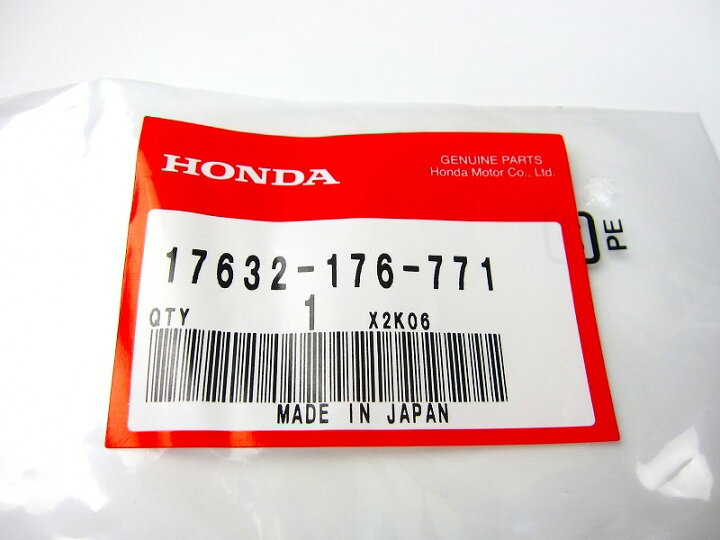 HONDA
GENUINE PARTS
Honda Motor Co., Ltd.
17632-176-771
QTY 1 X2K06
MADE IN JAPAN
PE